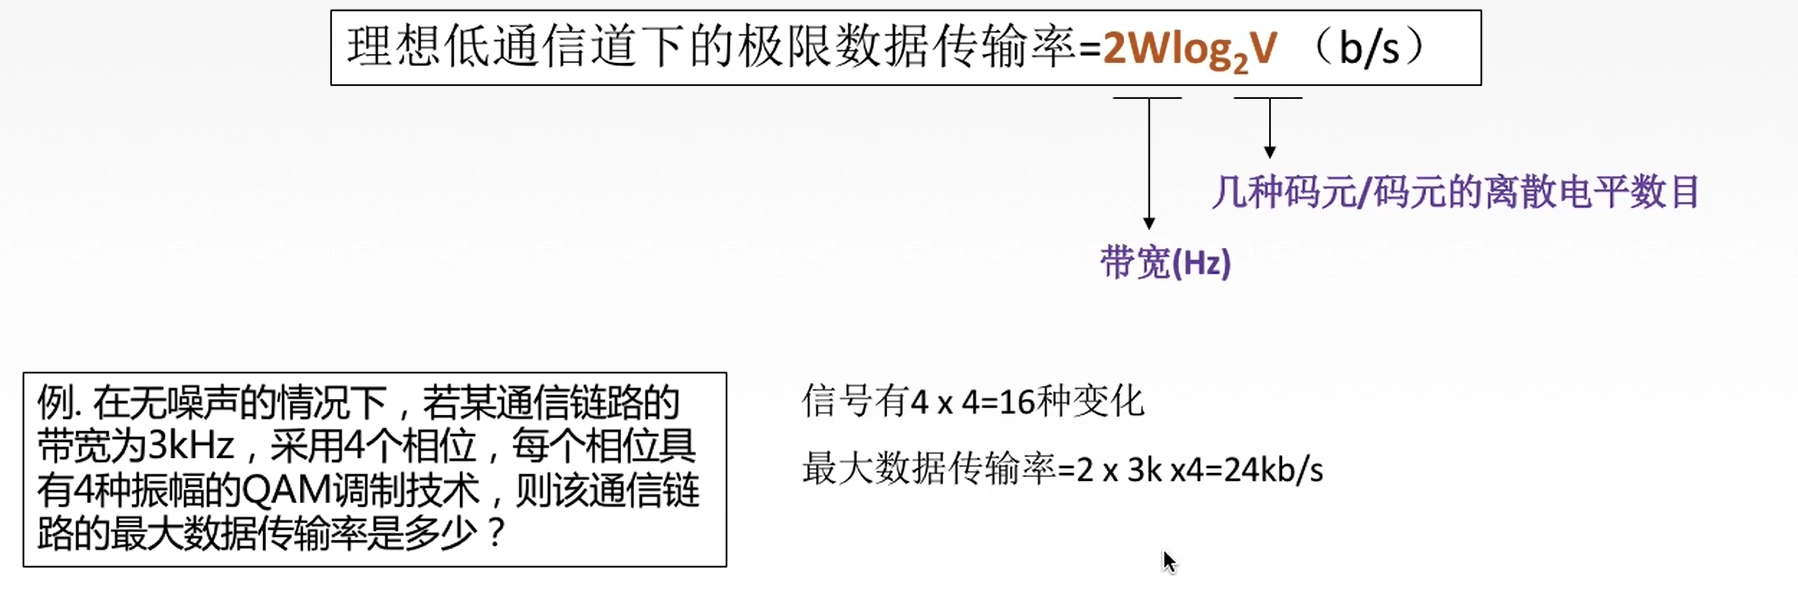 理想低通信道下的极限数据传输率=2Wlog₂V （b/s）
几种码元/码元的离散电平数目
带宽(Hz)
例. 在无噪声的情况下，若某通信链路的
带宽为3kHz，采用4个相位，每个相位具
有4种振幅的QAM调制技术，则该通信链
路的最大数据传输率是多少？
信号有4 x 4=16种变化
最大数据传输率=2 x 3k x4=24kb/s